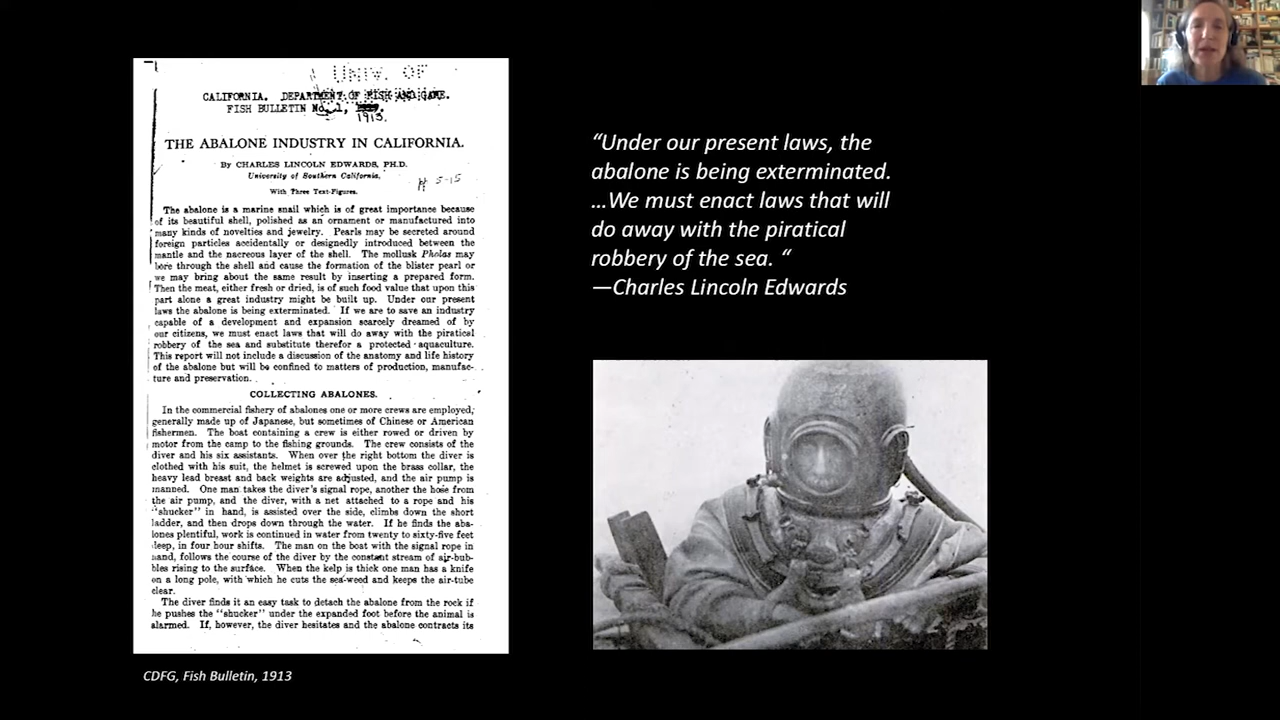 UNIV. OF
CALIFORNIA. DEPARTMENT OF FISH AND GAME.
FISH BULLETIN No. 1,
1913.
THE ABALONE INDUSTRY IN CALIFORNIA.
By CHARLES LINCOLN EDWARDS, PH.D.
University of Southern California.
With Three Text-Figures.
5-15
The abalone is a marine snail which is of great importance because
of its beautiful shell, polished as an ornament or manufactured into
many kinds of novelties and jewelry. Pearls may be secreted around
foreign particles accidentally or designedly introduced between the
mantle and the nacreous layer of the shell. The mollusk Pholas may
bore through the shell and cause the formation of the blister pearl or
we may bring about the same result by inserting a prepared form.
Then the meat, either fresh or dried, is of such food value that upon this
part alone a great industry might be built up. Under our present
laws the abalone is being exterminated. If we are to save an industry
capable of a development and expansion scarcely dreamed of by
our citizens, we must enact laws that will do away with the piratical
robbery of the sea and substitute therefor a protected aquaculture.
This report will not include a discussion of the anatomy and life history
of the abalone but will be confined to matters of production, manufac-
ture and preservation.
COLLECTING ABALONES.
In the commercial fishery of abalones one or more crews are employed,
generally made up of Japanese, but sometimes of Chinese or American
fishermen. The boat containing a crew is either rowed or driven by
motor from the camp to the fishing grounds. The crew consists of the
diver and his six assistants. When over the right bottom the diver is
clothed with his suit, the helmet is screwed upon the brass collar, the
heavy lead breast and back weights are adjusted, and the air pump is
manned. One man takes the diver's signal rope, another the hose from
the air pump, and the diver, with a net attached to a rope and his
"shucker" in hand, is assisted over the side, climbs down the short
ladder, and then drops down through the water. If he finds the aba-
lones plentiful, work is continued in water from twenty to sixty-five feet
deep, in four hour shifts. The man on the boat with the signal rope in
hand, follows the course of the diver by the constant stream of air-bub-
bles rising to the surface. When the kelp is thick one man has a knife
on a long pole, with which he cuts the sea-weed and keeps the air-tube
clear.
The diver finds it an easy task to detach the abalone from the rock if
he pushes the "shucker" under the expanded foot before the animal is
alarmed. If, however, the diver hesitates and the abalone contracts its
CDFG, Fish Bulletin, 1913
“Under our present laws, the
abalone is being exterminated.
…We must enact laws that will
do away with the piratical
robbery of the sea. “
—Charles Lincoln Edwards